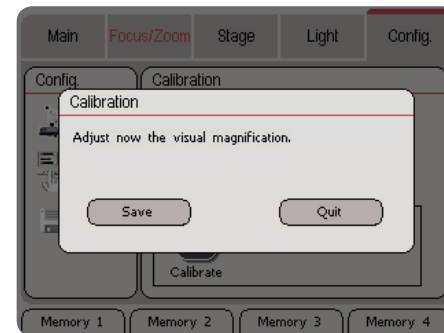 Main Focus/Zoom Stage Light Config.
Config. Calibration
Calibration
Adjust now the visual magnification.
Save Quit
Calibrate
Memory 1 Memory 2 Memory 3 Memory 4